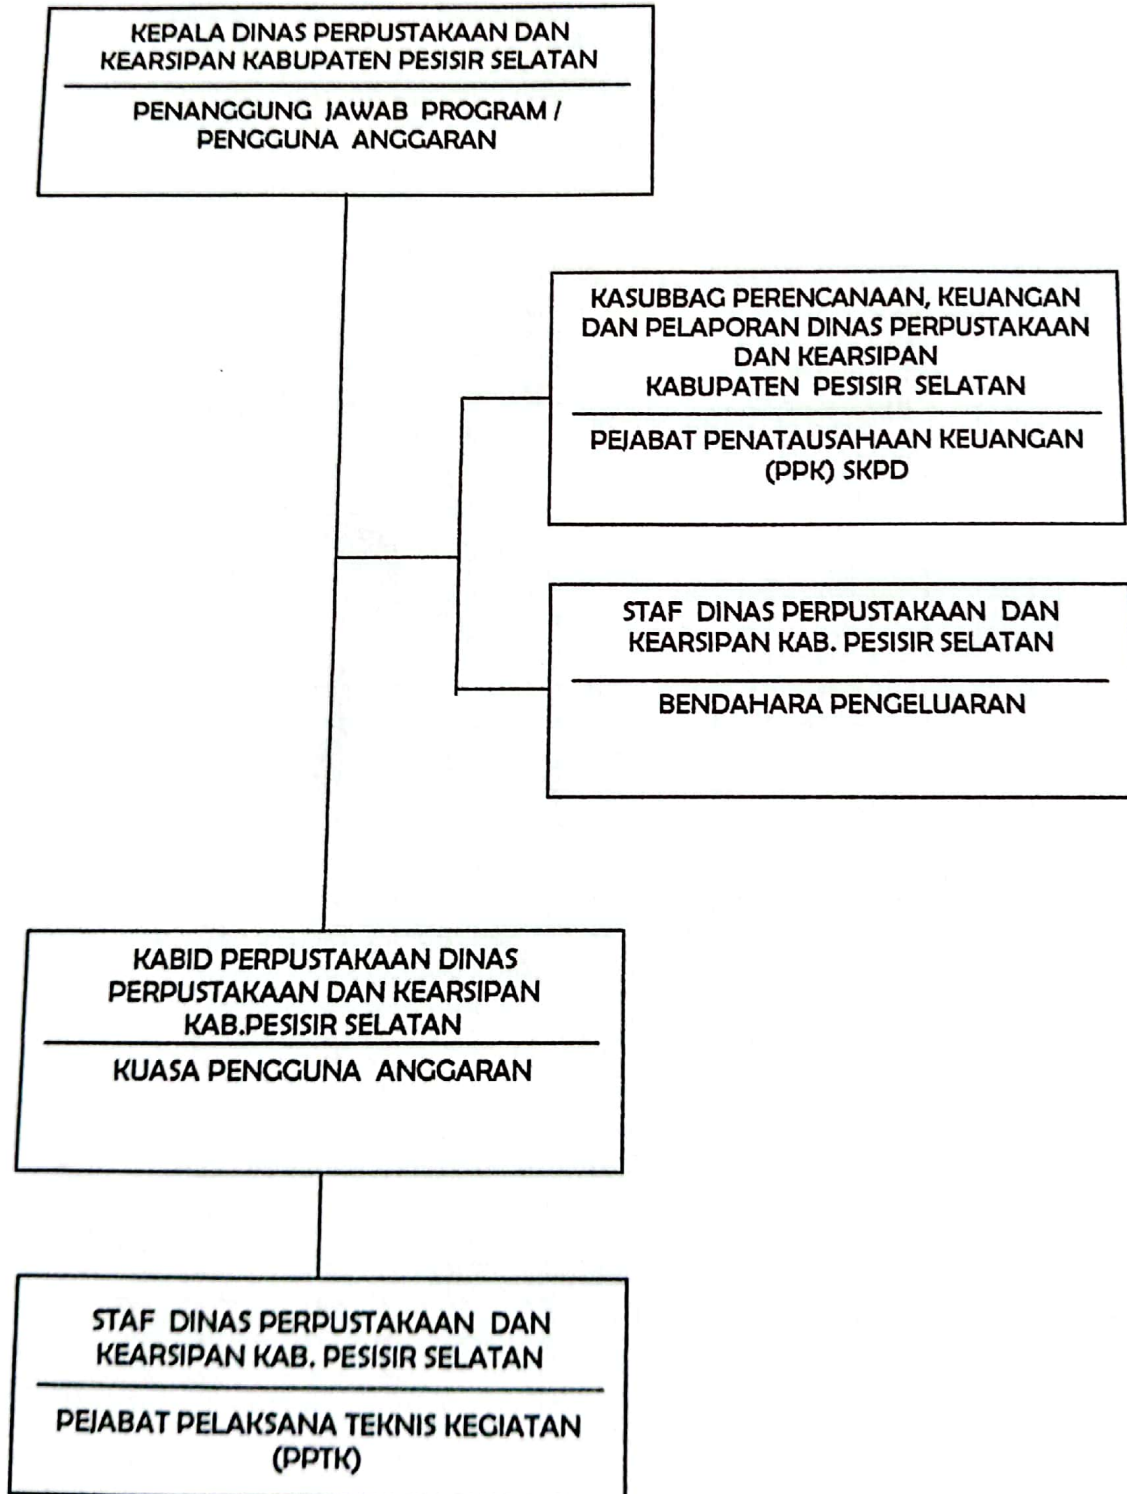 KEPALA DINAS PERPUSTAKAAN DAN
KEARSIPAN KABUPATEN PESISIR SELATAN
PENANGGUNG JAWAB PROGRAM /
PENGGUNA ANGGARAN
KASUBBAG PERENCANAAN, KEUANGAN
DAN PELAPORAN DINAS PERPUSTAKAAN
DAN KEARSIPAN
KABUPATEN PESISIR SELATAN
PEJABAT PENATAUSAHAAN KEUANGAN
(PPK) SKPD
STAF DINAS PERPUSTAKAAN DAN
KEARSIPAN KAB. PESISIR SELATAN
BENDAHARA PENGELUARAN
KABID PERPUSTAKAAN DINAS
PERPUSTAKAAN DAN KEARSIPAN
KAB.PESISIR SELATAN
KUASA PENGGUNA ANGGARAN
STAF DINAS PERPUSTAKAAN DAN
KEARSIPAN KAB. PESISIR SELATAN
PEJABAT PELAKSANA TEKNIS KEGIATAN
(PPTK)